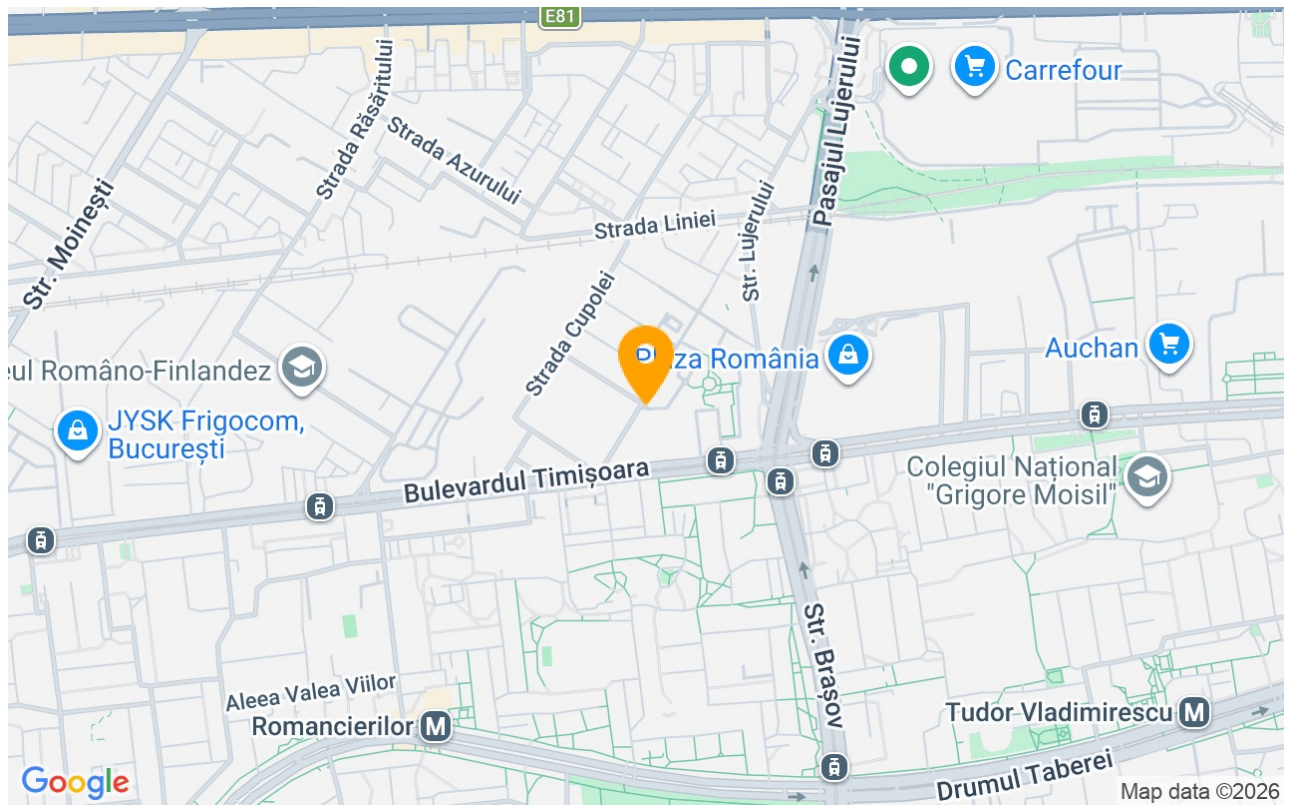 E81
Carrefour
Strada Răsăritului
Strada Azurului
Pasajul Lujerului
Str. Moinești
Strada Liniei
Str. Lujerului
Strada Cupolei
za România
Auchan
ul Româno-Finlandez
JYSK Frigocom,
București
Bulevardul Timișoara
Colegiul Național
"Grigore Moisil"
Str. Brașov
Aleea Valea Viilor
Romancierilor M
Tudor Vladimirescu M
Drumul Taberei
Google
Map data ©2026